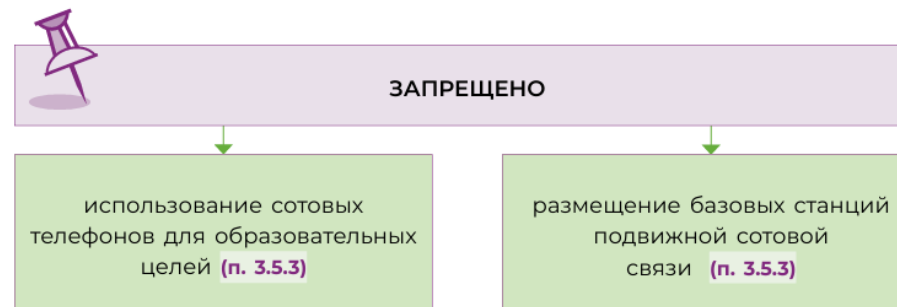 ЗАПРЕЩЕНО
использование сотовых
телефонов для образовательных
целей (п. 3.5.3)
размещение базовых станций
подвижной сотовой
связи (п. 3.5.3)